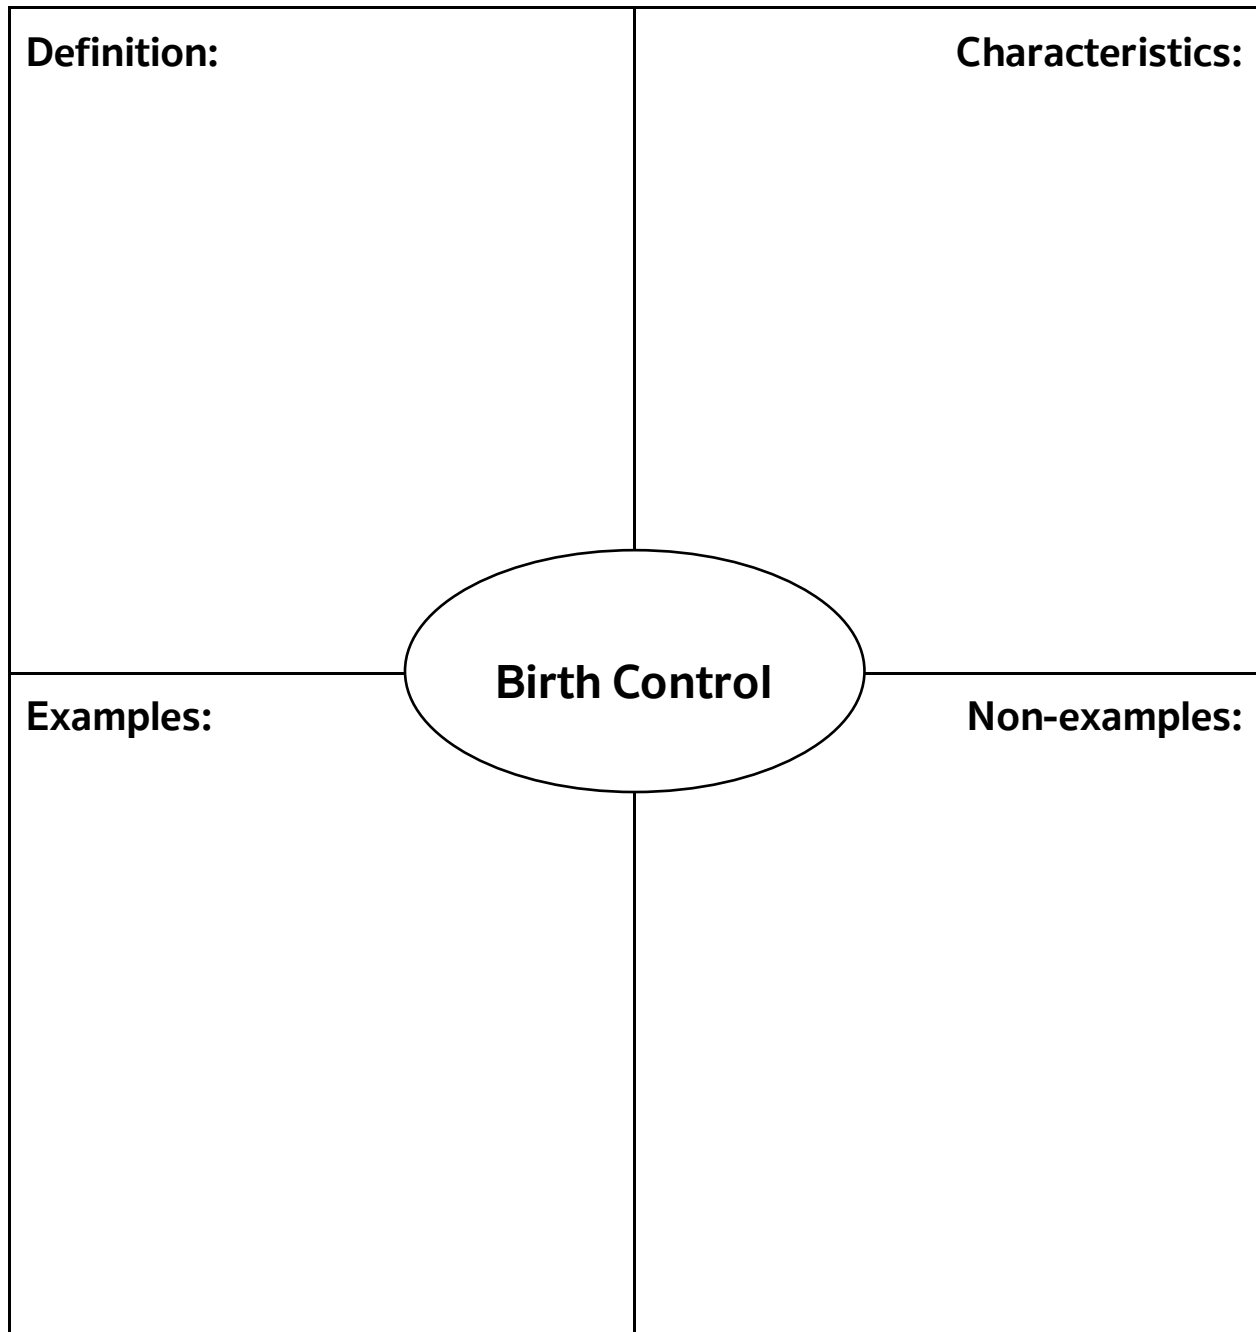 Definition:
Characteristics:
Birth Control
Examples:
Non-examples: